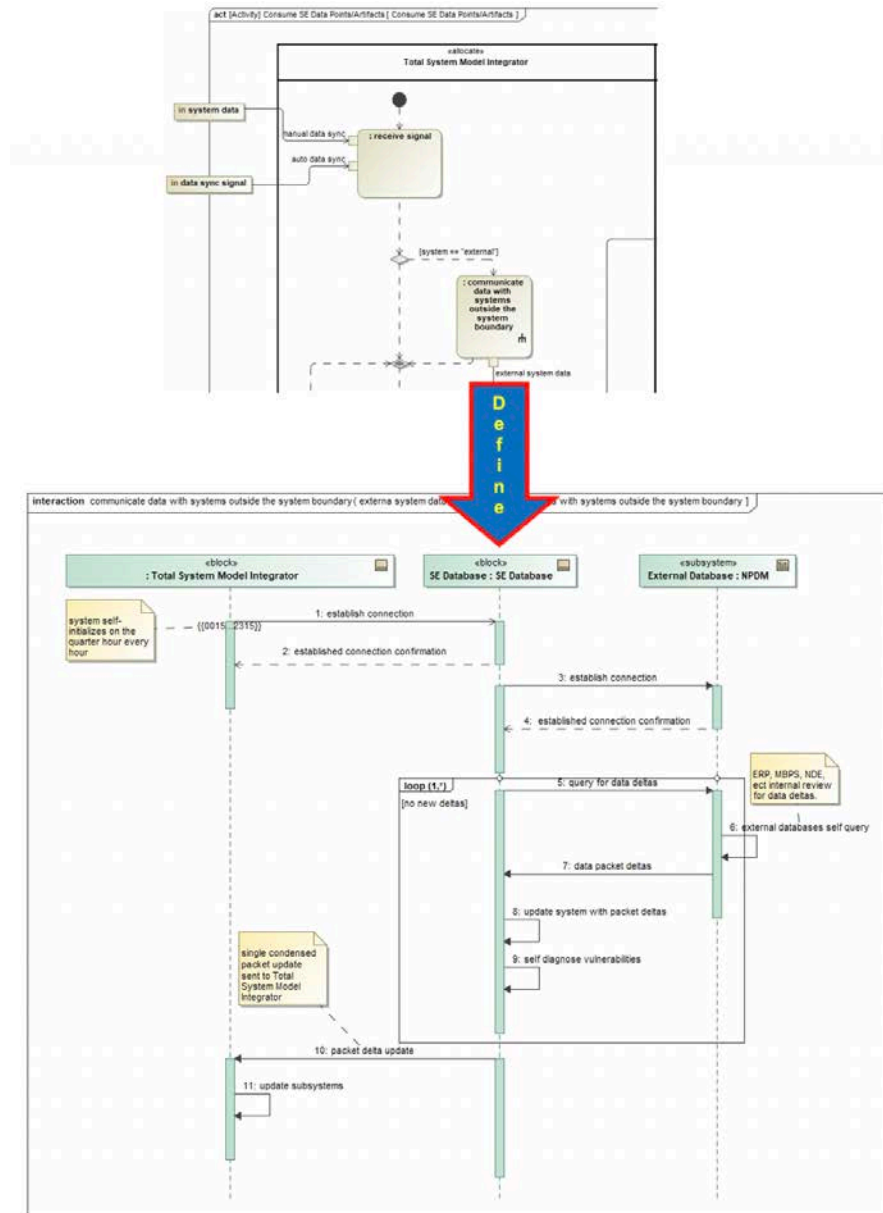 act [Activity] Consume SE Data Points/Artifacts [ Consume SE Data Points/Artifacts ]
«allocate»
Total System Model Integrator
in system data
manual data sync
: receive signal
auto data sync
in data sync signal
[system == "external"]
: communicate
data with
systems
outside the
system
boundary
external system data
Define
interaction communicate data with systems outside the system boundary( externa system dat
with systems outside the system boundary ]
«block»
: Total System Model Integrator
«block»
SE Database : SE Database
«subsystem»
External Database : NPDM
system self-
initializes on the
quarter hour every
hour
{{0015 2315}}
1: establish connection
2: established connection confirmation
3: establish connection
4: established connection confirmation
loop (1,*)
[no new deltas]
5: query for data deltas
ERP, MBPS, NDE,
ect internal review
for data deltas.
6: external databases self query
7: data packet deltas
8: update system with packet deltas
9: self diagnose vulnerabilities
single condensed
packet update
sent to Total
System Model
Integrator
10: packet delta update
11: update subsystems